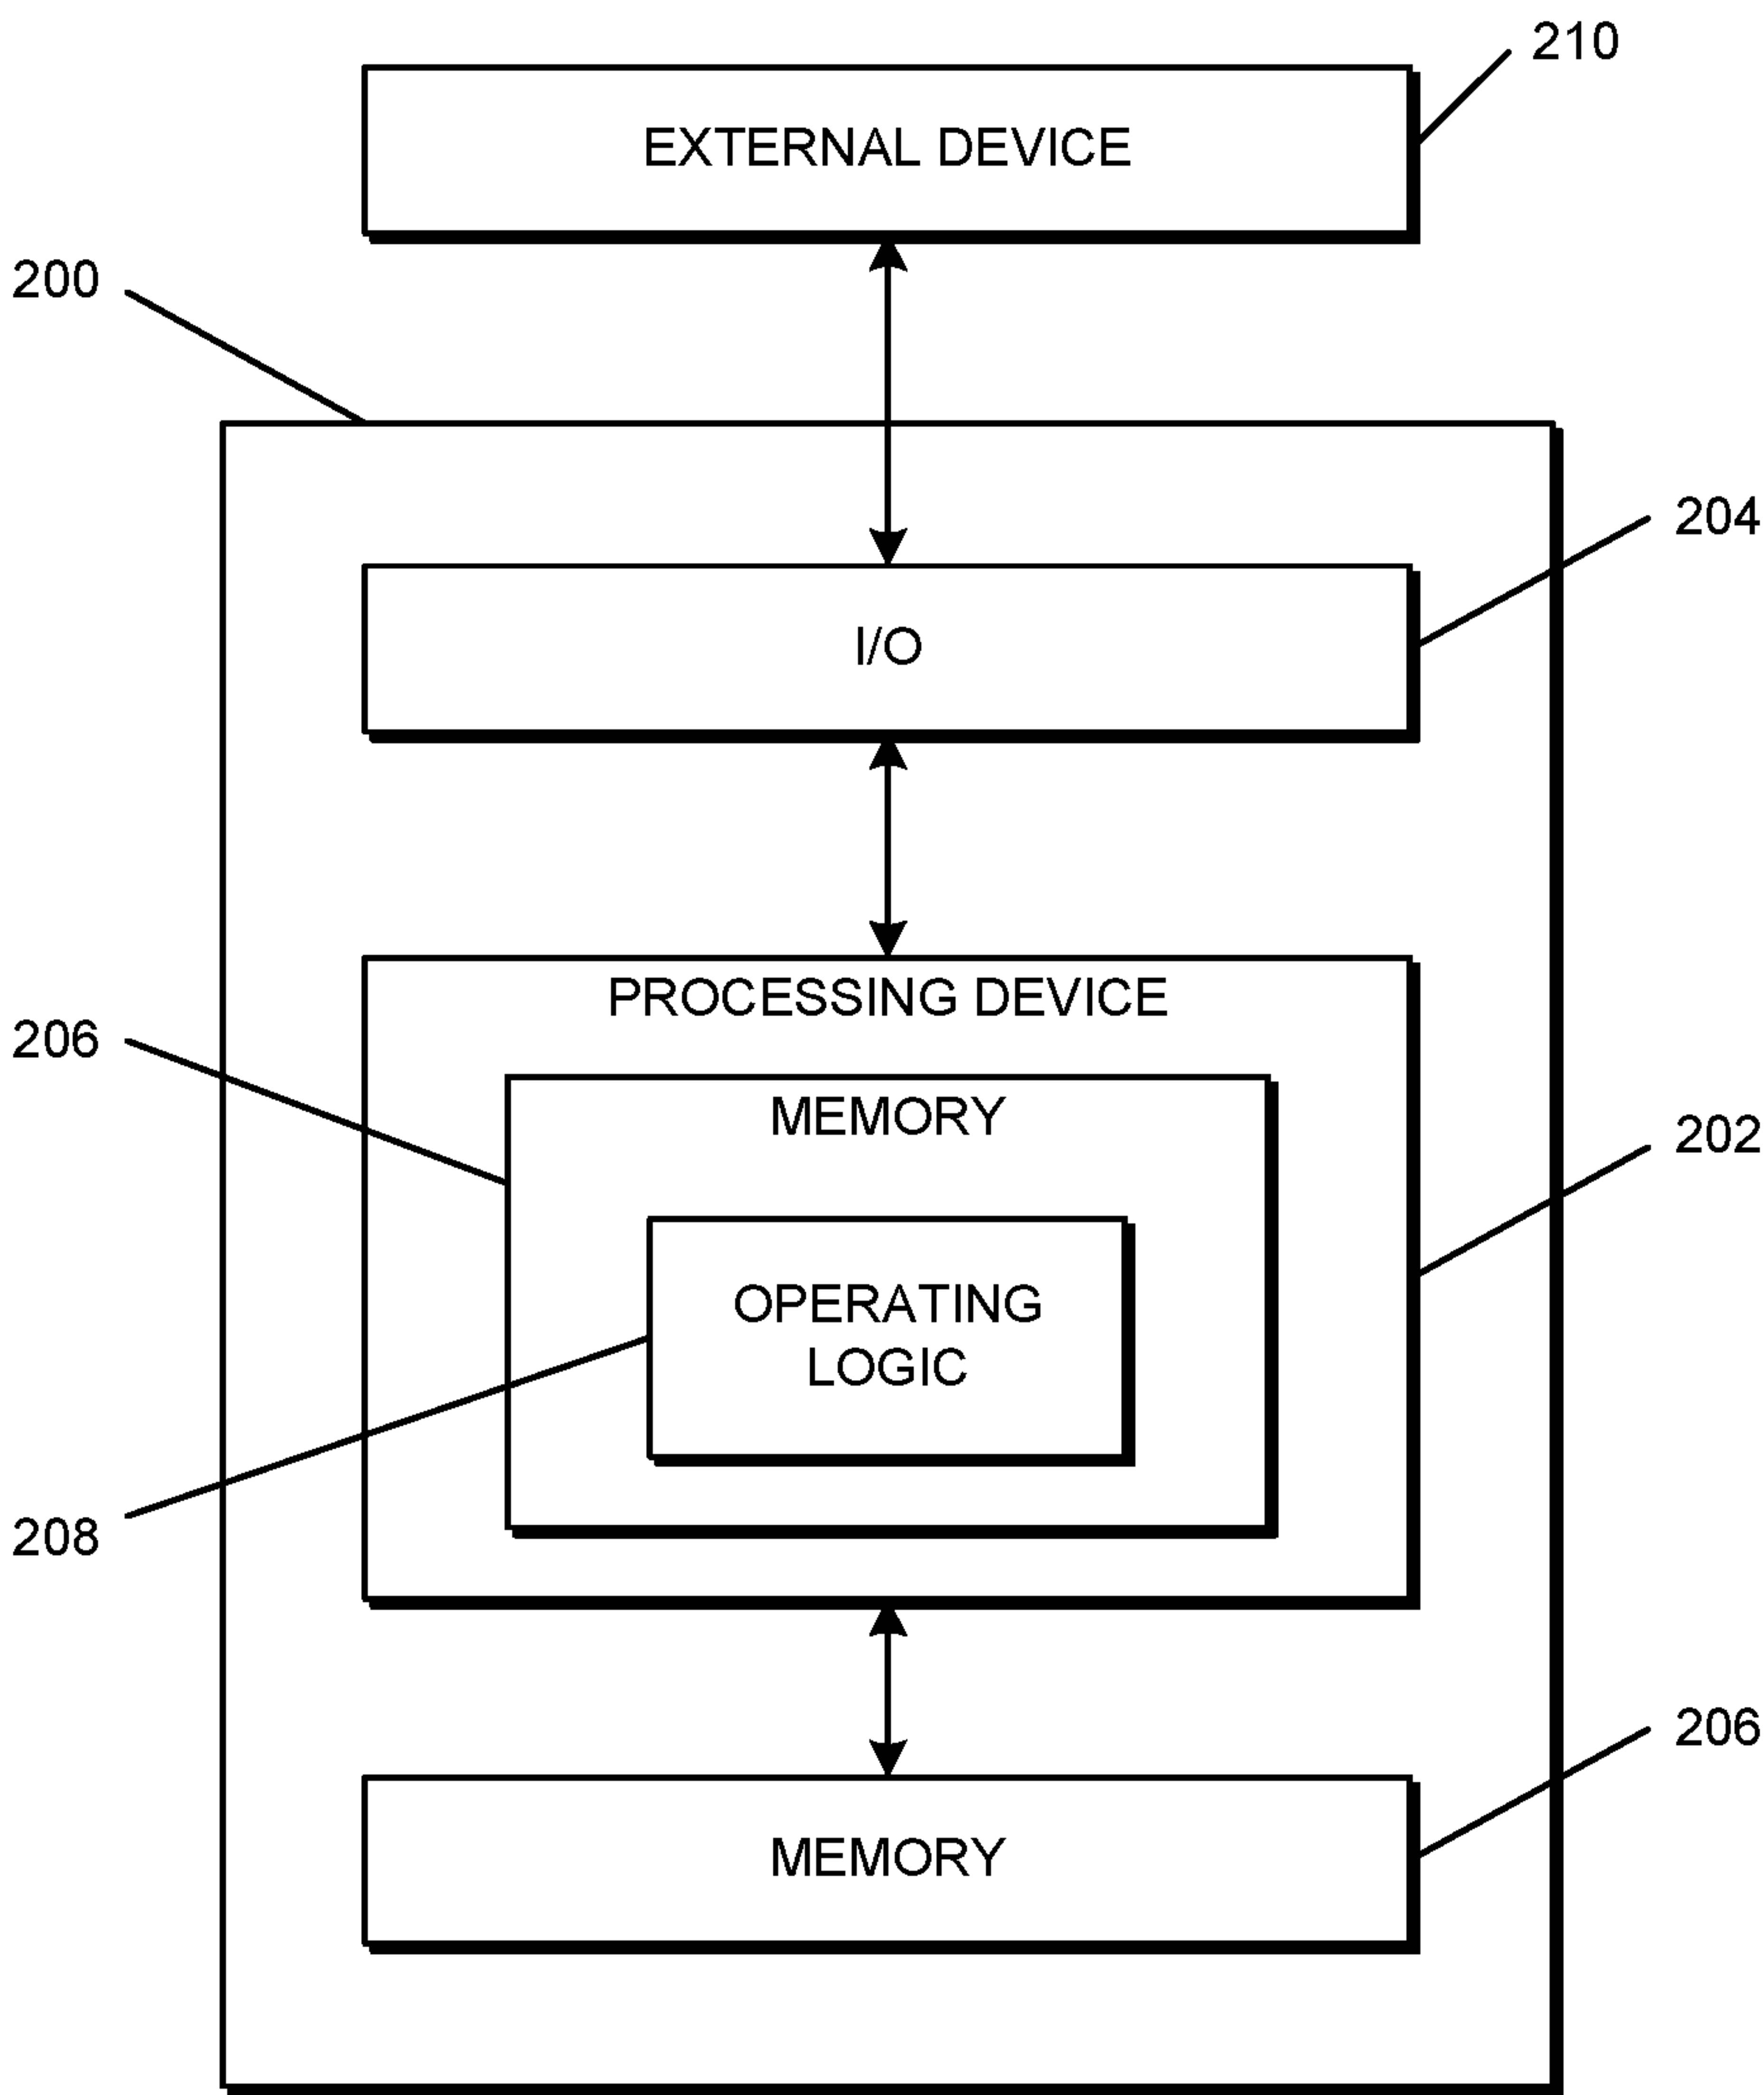 210
EXTERNAL DEVICE
200
204
I/O
PROCESSING DEVICE
206
MEMORY
202
OPERATING
LOGIC
208
206
MEMORY